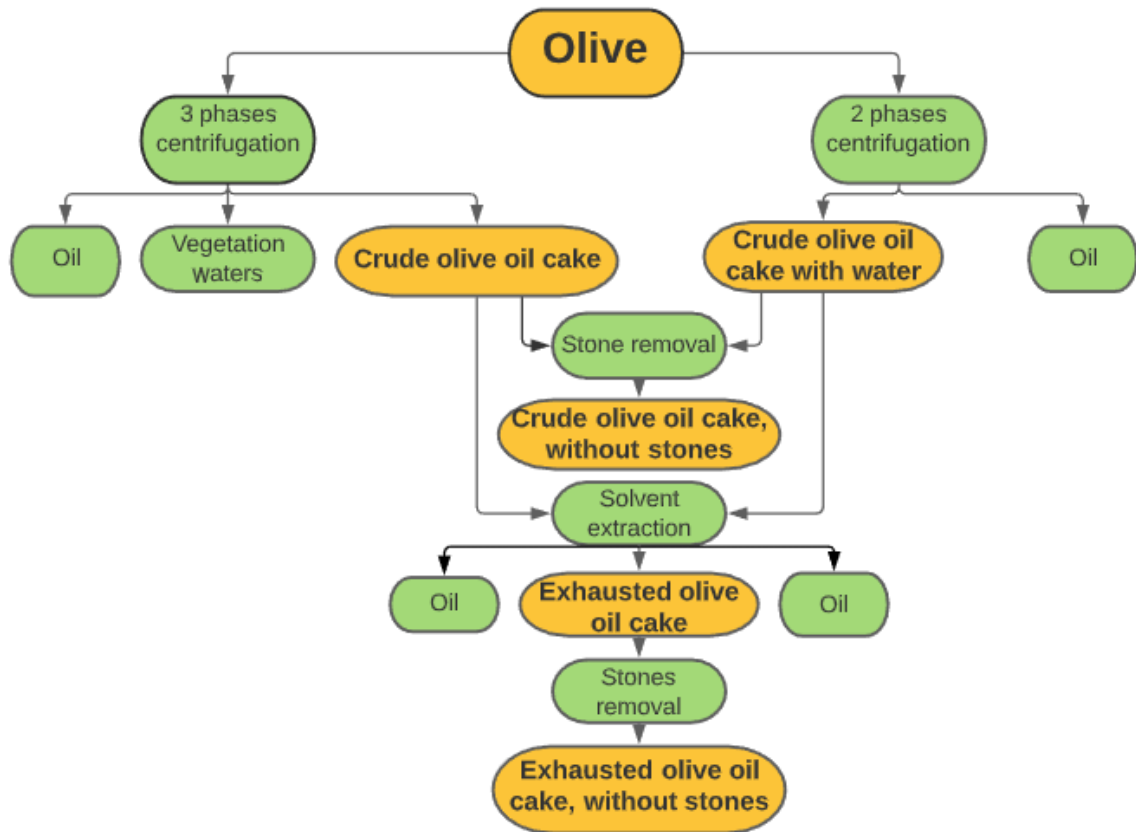 Olive
3 phases
centrifugation
2 phases
centrifugation
Oil
Vegetation
waters
Crude olive oil cake
Crude olive oil
cake with water
Oil
Stone removal
Crude olive oil cake,
without stones
Solvent
extraction
Oil
Exhausted olive
oil cake
Oil
Stones
removal
Exhausted olive oil
cake, without stones